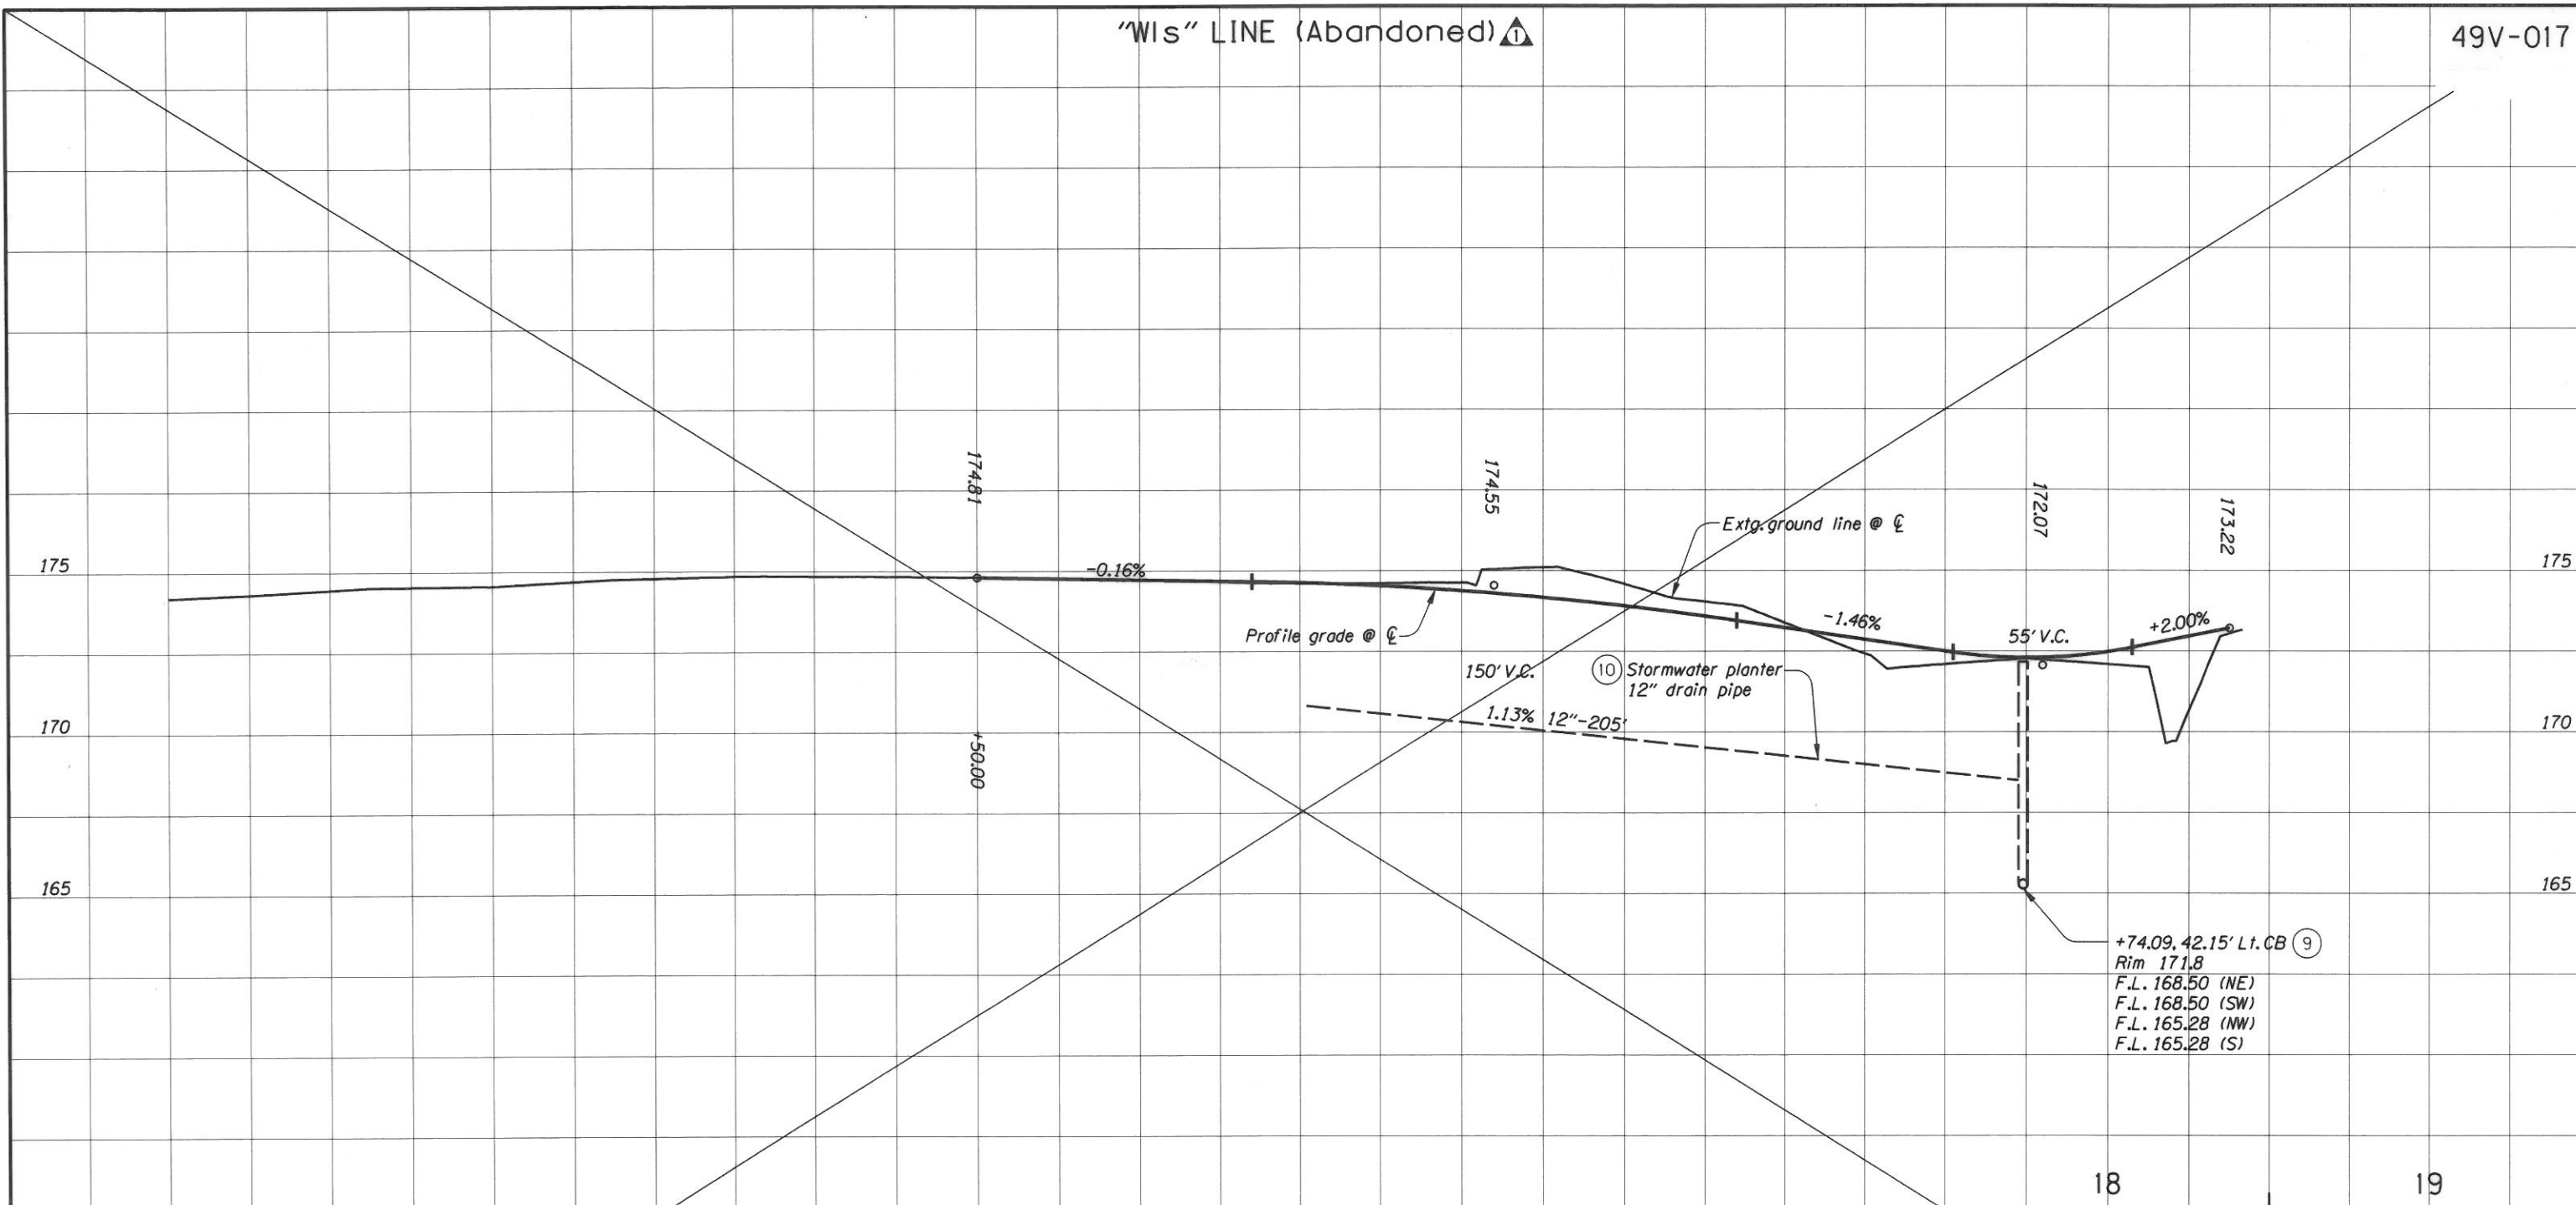 "W1s" LINE (Abandoned) 1
49V-017
174.81
174.55
172.07
173.22
Extg. ground line @ ℄
175
-0.16%
175
-1.46%
+2.00%
Profile grade @ ℄
55' V.C.
150' V.C.
10 Stormwater planter
12" drain pipe
1.13% 12"-205'
170
+50.00
170
165
165
+74.09, 42.15' Lt. CB 9
Rim 171.8
F.L. 168.50 (NE)
F.L. 168.50 (SW)
F.L. 165.28 (NW)
F.L. 165.28 (S)
18
19